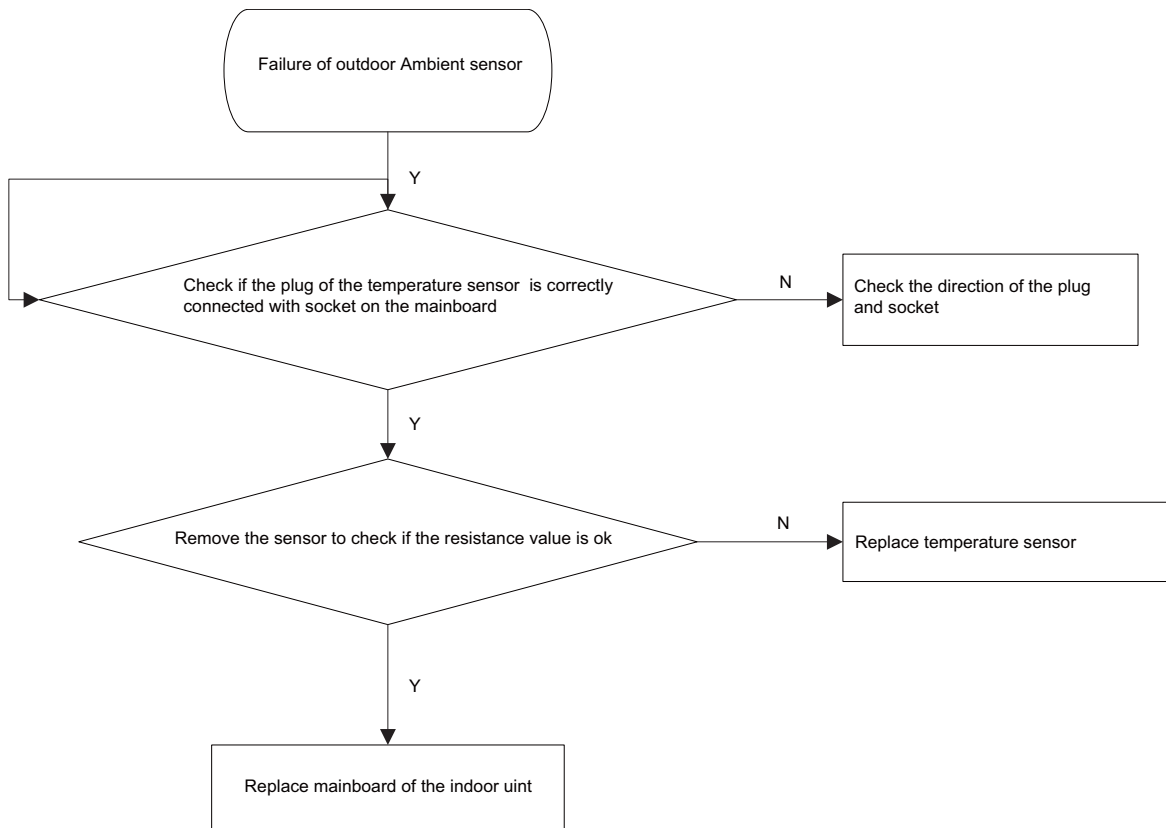 Failure of outdoor Ambient sensor
Y
Check if the plug of the temperature sensor is correctly
connected with socket on the mainboard
N
Check the direction of the plug
and socket
Y
Remove the sensor to check if the resistance value is ok
N
Replace temperature sensor
Y
Replace mainboard of the indoor uint